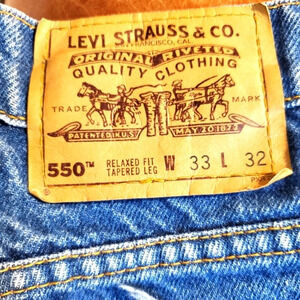 LEVI STRAUSS & CO.
SAN FRANCISCO, CAL.
ORIGINAL RIVETED
QUALITY CLOTHING
TRADE MARK
PATENTED IN U.S. MAY 20 1873
550™ RELAXED FIT W 33 L 32
TAPERED LEG